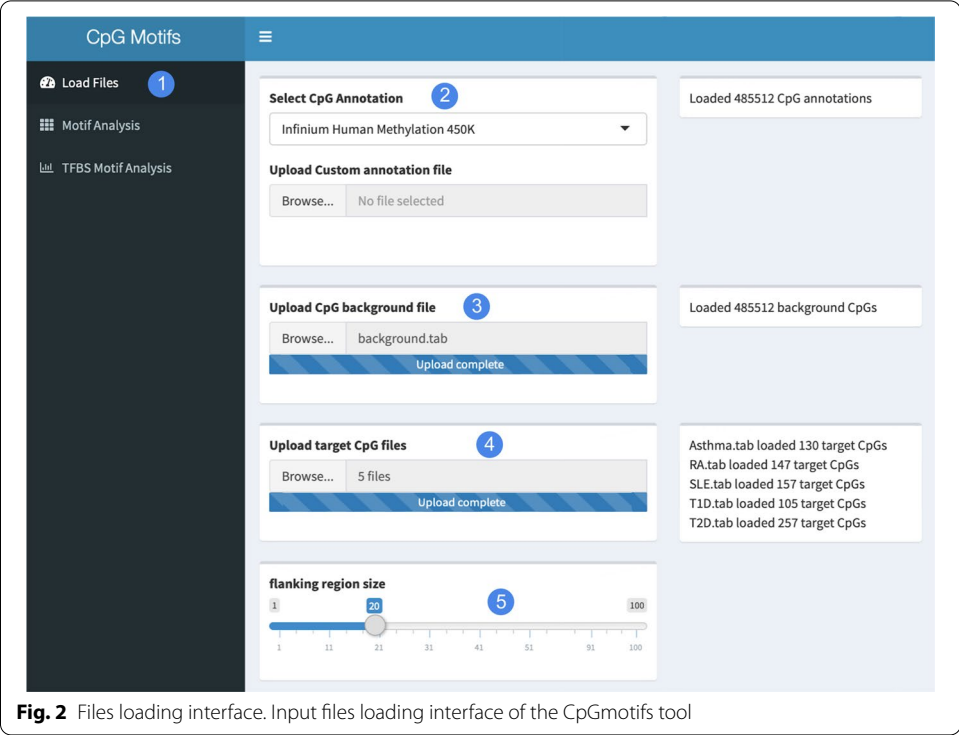 CpG Motifs
Load Files 1
Motif Analysis
TFBS Motif Analysis
Select CpG Annotation 2
Infinium Human Methylation 450K
Upload Custom annotation file
Browse... No file selected
Loaded 485512 CpG annotations
Upload CpG background file 3
Browse... background.tab
Upload complete
Loaded 485512 background CpGs
Upload target CpG files 4
Browse... 5 files
Upload complete
Asthma.tab loaded 130 target CpGs
RA.tab loaded 147 target CpGs
SLE.tab loaded 157 target CpGs
T1D.tab loaded 105 target CpGs
T2D.tab loaded 257 target CpGs
flanking region size
1 20 5 100
1 11 21 31 41 51 91 100
Fig. 2 Files loading interface. Input files loading interface of the CpGmotifs tool